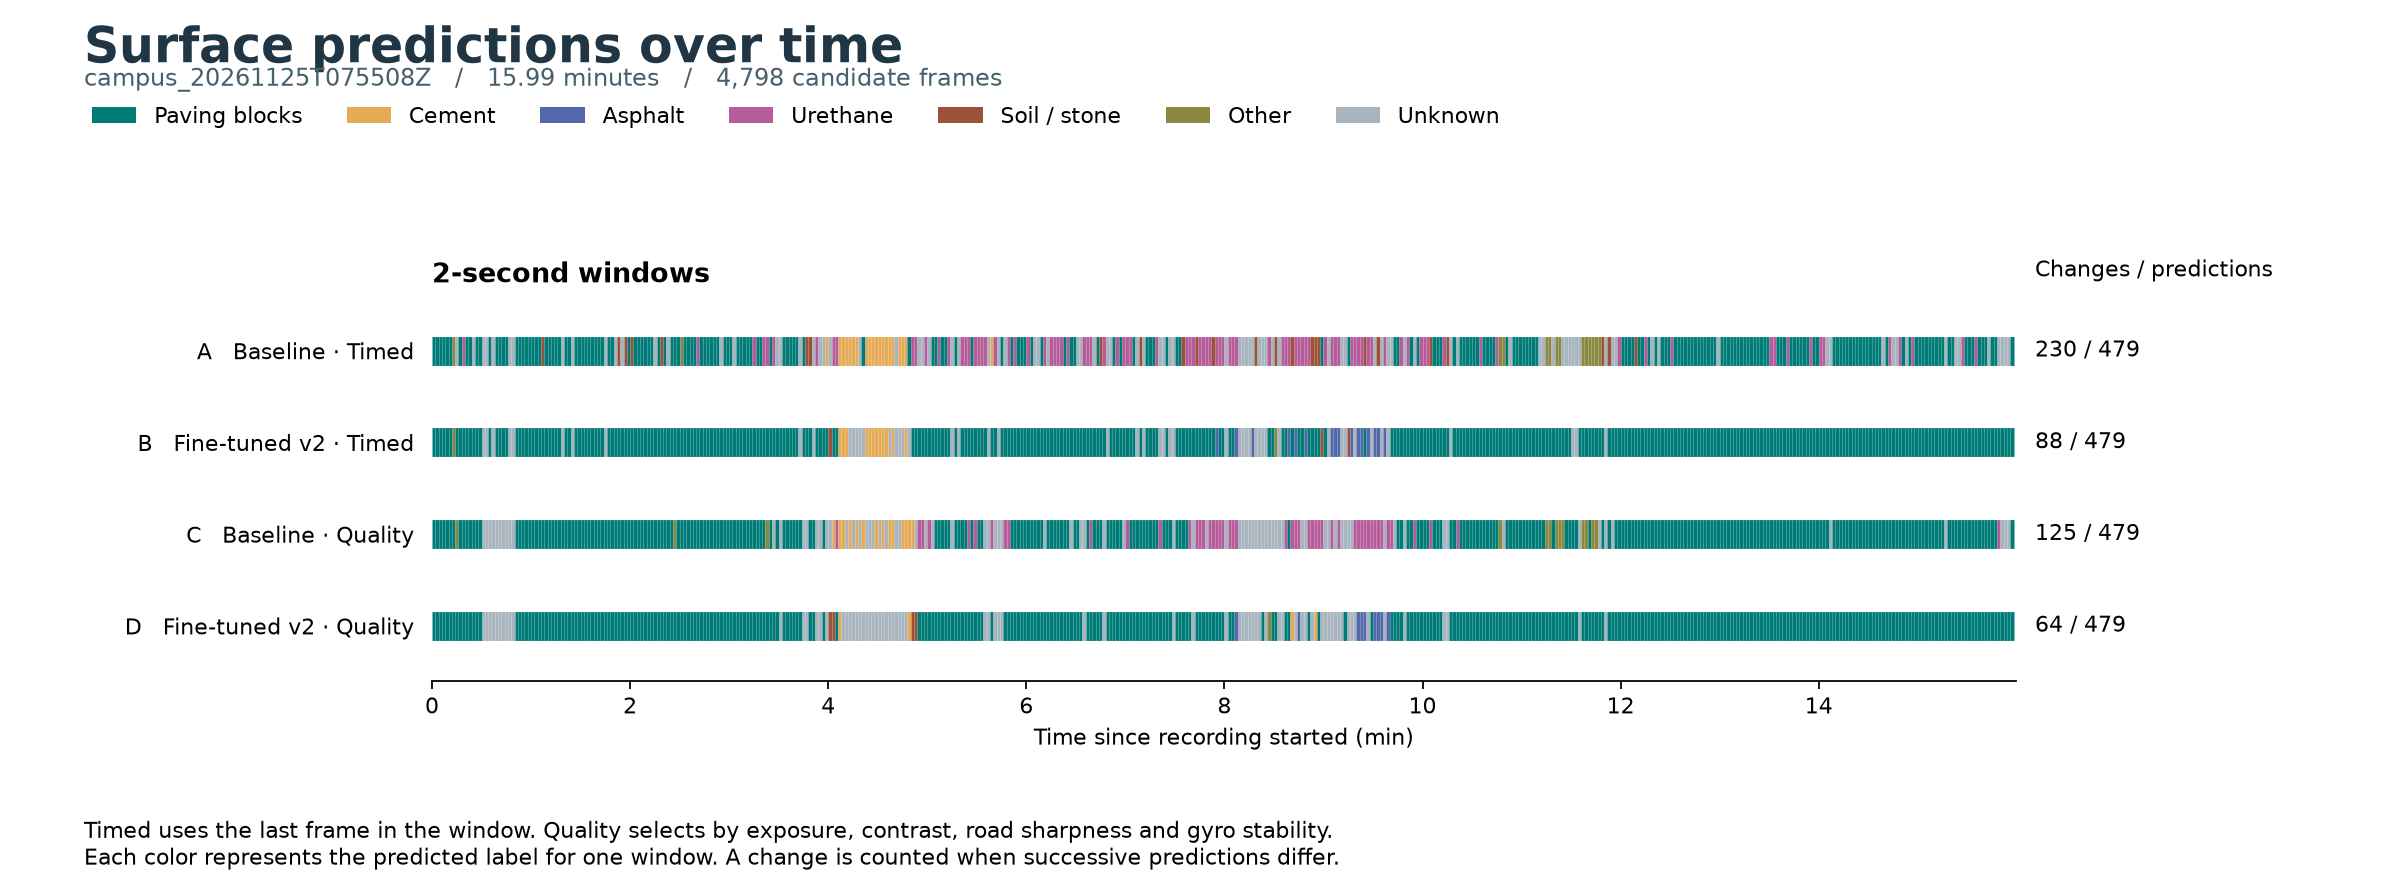 Surface predictions over time
campus_20261125T075508Z / 15.99 minutes / 4,798 candidate frames
Paving blocks Cement Asphalt Urethane Soil / stone Other Unknown
2-second windows Changes / predictions
A Baseline · Timed 230 / 479
B Fine-tuned v2 · Timed 88 / 479
C Baseline · Quality 125 / 479
D Fine-tuned v2 · Quality 64 / 479
0 2 4 6 8 10 12 14
Time since recording started (min)
Timed uses the last frame in the window. Quality selects by exposure, contrast, road sharpness and gyro stability.
Each color represents the predicted label for one window. A change is counted when successive predictions differ.